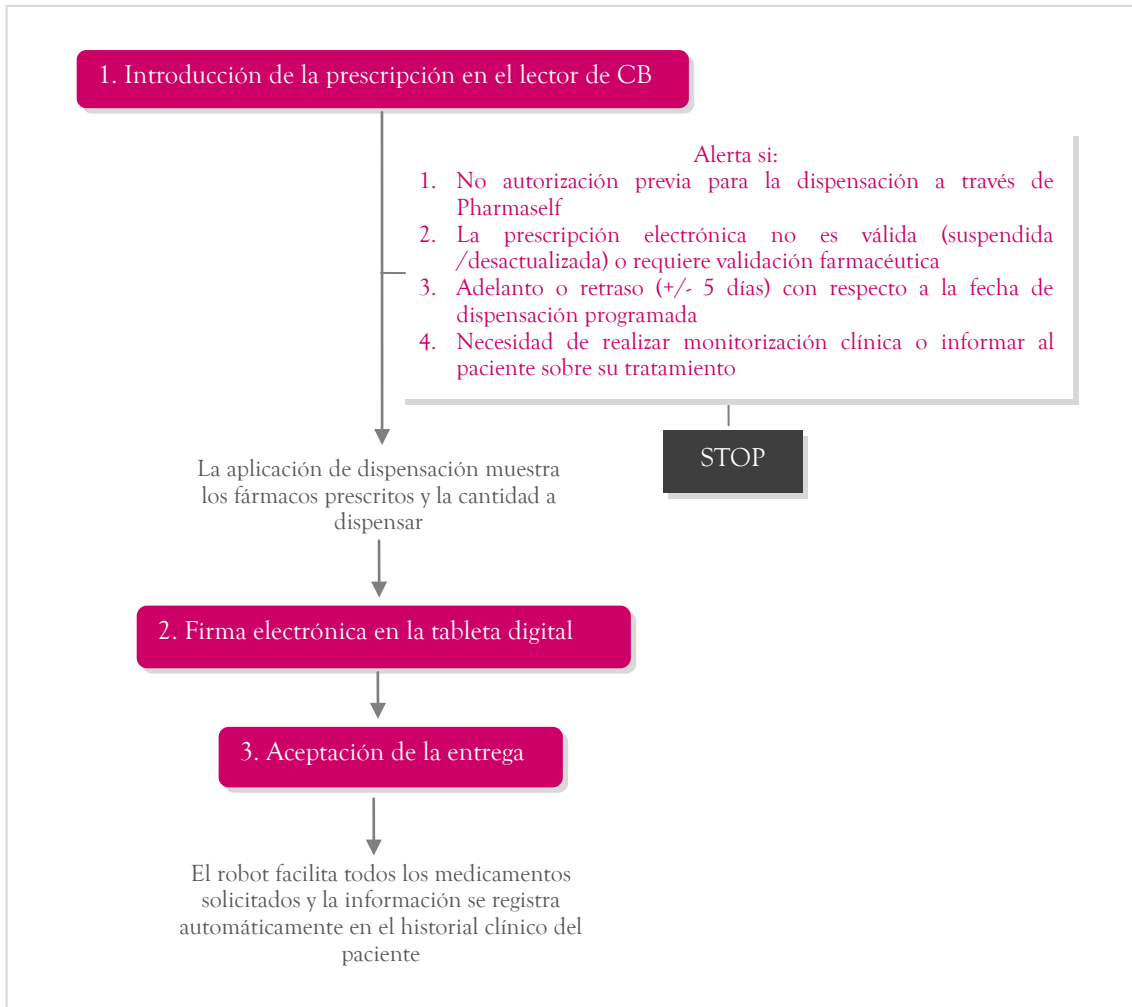 1. Introducción de la prescripción en el lector de CB
Alerta si:
1. No autorización previa para la dispensación a través de
Pharmaself
2. La prescripción electrónica no es válida (suspendida
/desactualizada) o requiere validación farmacéutica
3. Adelanto o retraso (+/- 5 días) con respecto a la fecha de
dispensación programada
4. Necesidad de realizar monitorización clínica o informar al
paciente sobre su tratamiento
STOP
La aplicación de dispensación muestra
los fármacos prescritos y la cantidad a
dispensar
2. Firma electrónica en la tableta digital
3. Aceptación de la entrega
El robot facilita todos los medicamentos
solicitados y la información se registra
automáticamente en el historial clínico del
paciente